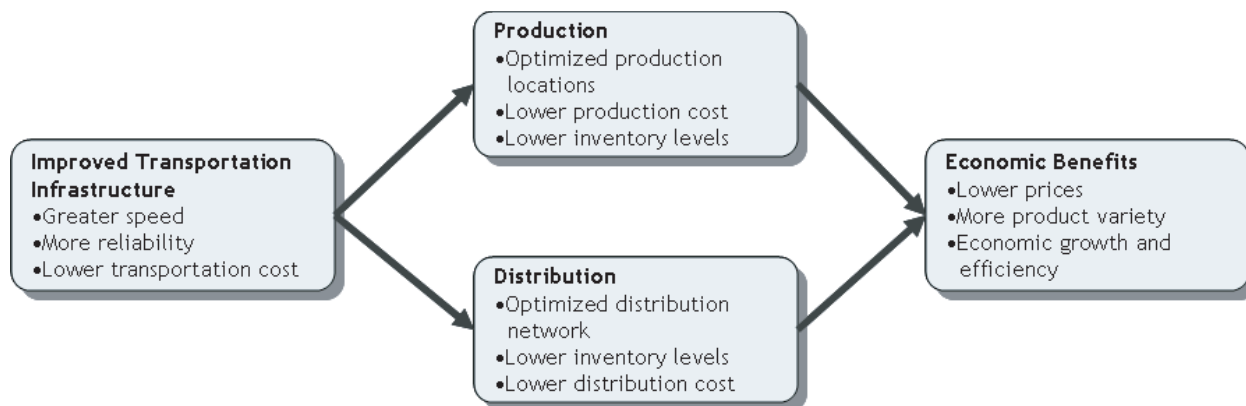 Improved Transportation
Infrastructure
•Greater speed
•More reliability
•Lower transportation cost
Production
•Optimized production
locations
•Lower production cost
•Lower inventory levels
Distribution
•Optimized distribution
network
•Lower inventory levels
•Lower distribution cost
Economic Benefits
•Lower prices
•More product variety
•Economic growth and
efficiency